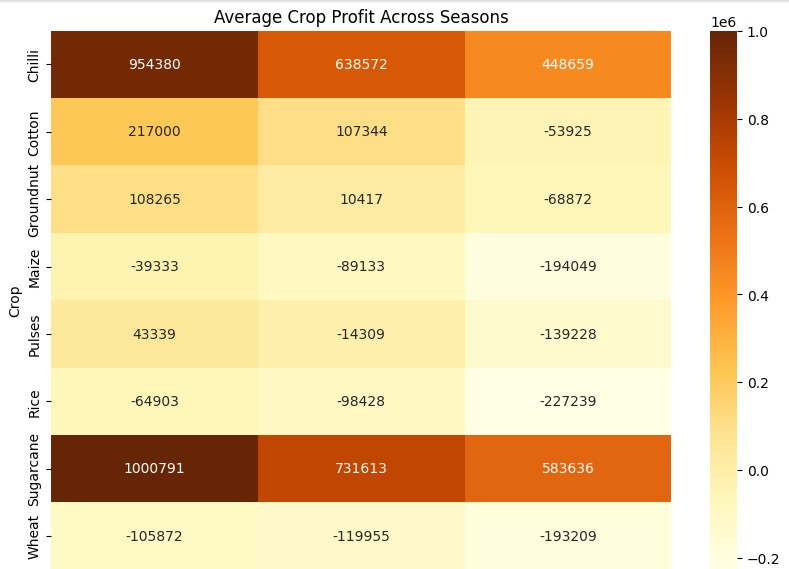 Average Crop Profit Across Seasons
1e6
Crop
Chilli 954380 638572 448659
Cotton 217000 107344 -53925
Groundnut 108265 10417 -68872
Maize -39333 -89133 -194049
Pulses 43339 -14309 -139228
Rice -64903 -98428 -227239
Sugarcane 1000791 731613 583636
Wheat -105872 -119955 -193209
1.0
0.8
0.6
0.4
0.2
0.0
−0.2